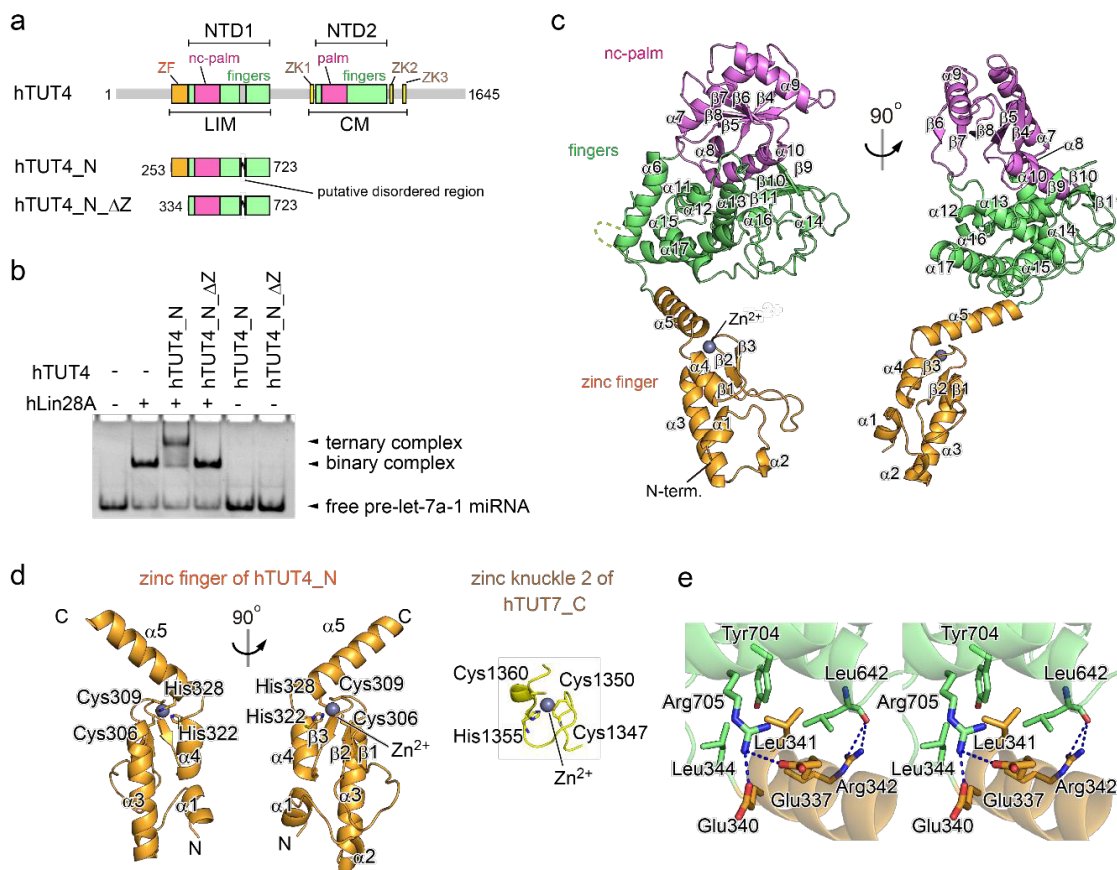 a
NTD1
NTD2
ZF
nc-palm
fingers
ZK1
palm
fingers
ZK2
ZK3
hTUT4
1
1645
LIM
CM
hTUT4_N
253
723
putative disordered region
hTUT4_N_ΔZ
334
723
b
hTUT4_N
hTUT4_N_ΔZ
hTUT4_N
hTUT4_N_ΔZ
hTUT4 - -
hLin28A - + + + - -
ternary complex
binary complex
free pre-let-7a-1 miRNA
c
nc-palm
α9
β7 β6 β4
α7
β8
β5
α8
α10
fingers
α6
β9
β10
α11
α13 β11
α12
α16
α14
α15
α17
α5
Zn²⁺
β3
β2
α4
zinc finger
β1
α3
α1
α2
N-term.
90°
α9
β6
β5
β7
β8
β4
α7
α8
α10
β10
β9
β11
α12
α13
α14
α16
α15
α17
α5
α4
β3
β2
β1
α1
α3
α2
d
zinc finger of hTUT4_N
90°
C
α5
Cys309
His328
Cys306
His322
α4
α3
α1
N
α5
C
His328
Cys309
His322
Cys306
β3
Zn²⁺
α4
β2
β1
α1
α3
N
α2
zinc knuckle 2 of
hTUT7_C
Cys1360
Cys1350
His1355
Cys1347
Zn²⁺
e
Tyr704
Leu642
Arg705
Leu341
Leu344
Arg342
Glu337
Glu340
Tyr704
Leu642
Arg705
Leu341
Leu344
Arg342
Glu337
Glu340